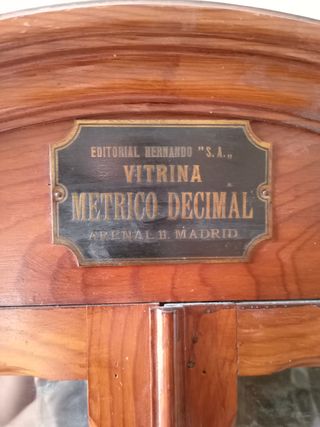 EDITORIAL HERNANDO "S.A.„
VITRINA
METRICO DECIMAL
ARENAL 11. MADRID